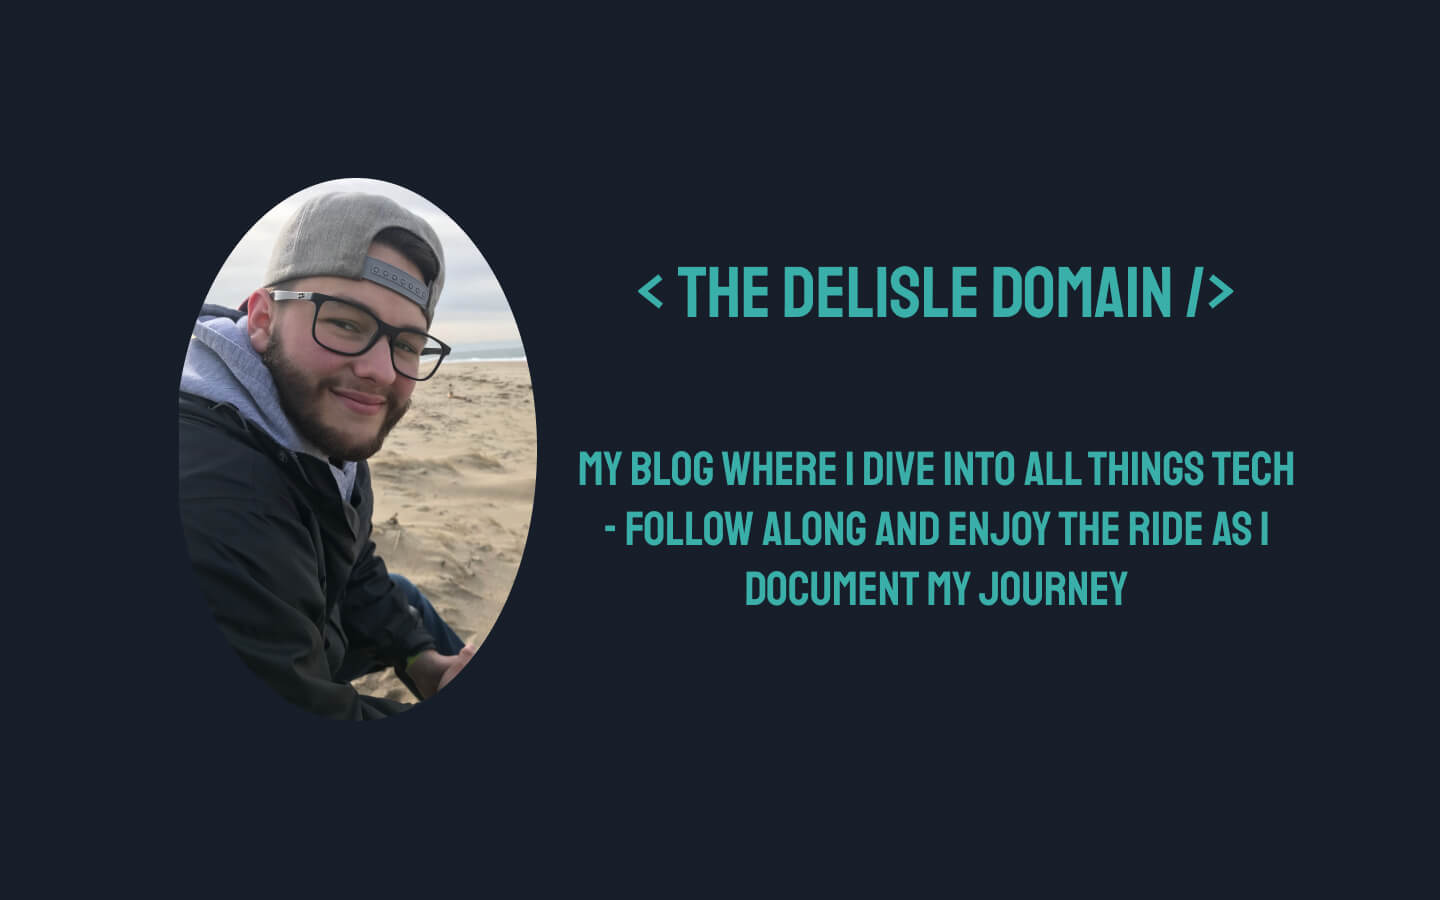 < THE DELISLE DOMAIN />
MY BLOG WHERE I DIVE INTO ALL THINGS TECH
- FOLLOW ALONG AND ENJOY THE RIDE AS I
DOCUMENT MY JOURNEY